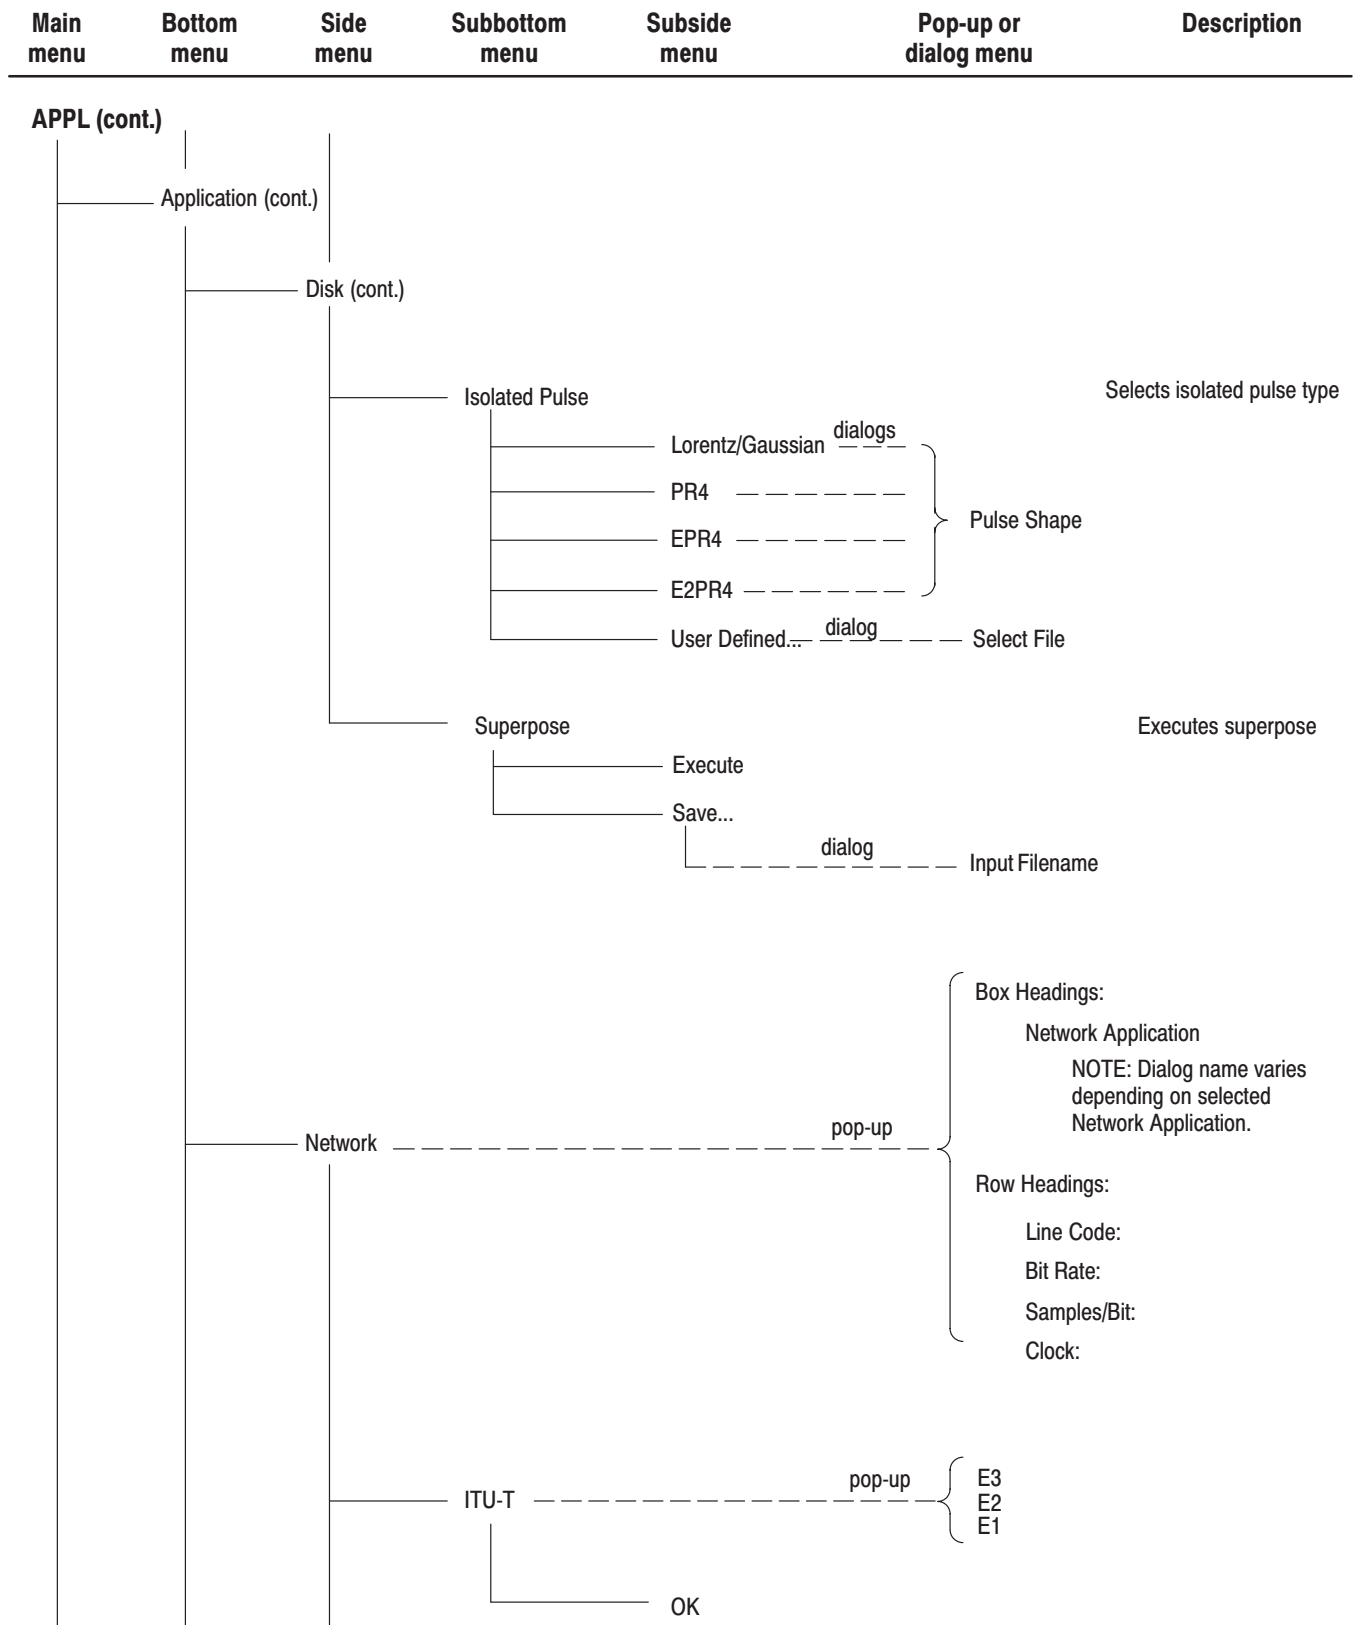 Main menu
Bottom menu
Side menu
Subbottom menu
Subside menu
Pop-up or dialog menu
Description
APPL (cont.)
Application (cont.)
Disk (cont.)
Isolated Pulse
Selects isolated pulse type
Lorentz/Gaussian
dialogs
PR4
Pulse Shape
EPR4
E2PR4
User Defined...
dialog
Select File
Superpose
Executes superpose
Execute
Save...
dialog
Input Filename
Box Headings:
Network Application
NOTE: Dialog name varies
depending on selected
Network Application.
Network
pop-up
Row Headings:
Line Code:
Bit Rate:
Samples/Bit:
Clock:
ITU-T
pop-up
E3
E2
E1
OK